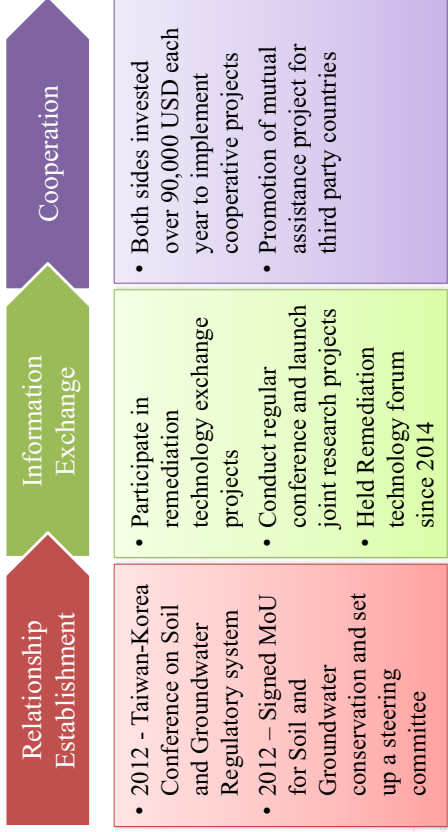 Relationship
Establishment
• 2012 - Taiwan-Korea
Conference on Soil
and Groundwater
Regulatory system
• 2012 – Signed MoU
for Soil and
Groundwater
conservation and set
up a steering
committee
Information
Exchange
• Participate in
remediation
technology exchange
projects
• Conduct regular
conference and launch
joint research projects
• Held Remediation
technology forum
since 2014
Cooperation
• Both sides invested
over 90,000 USD each
year to implement
cooperative projects
• Promotion of mutual
assistance project for
third party countries